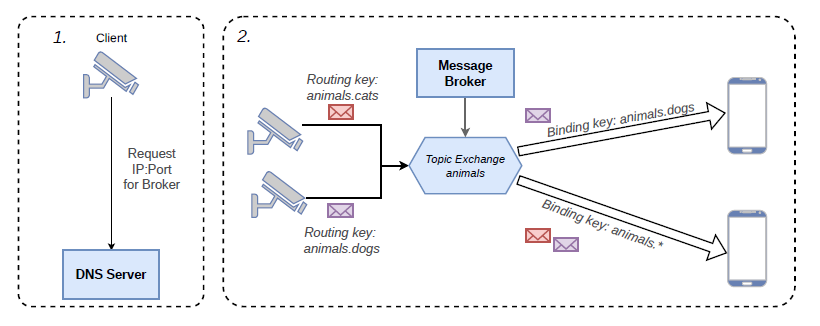 1.
Client
Request
IP:Port
for Broker
DNS Server
2.
Routing key:
animals.cats
Routing key:
animals.dogs
Message
Broker
Topic Exchange
animals
Binding key: animals.dogs
Binding key: animals.*